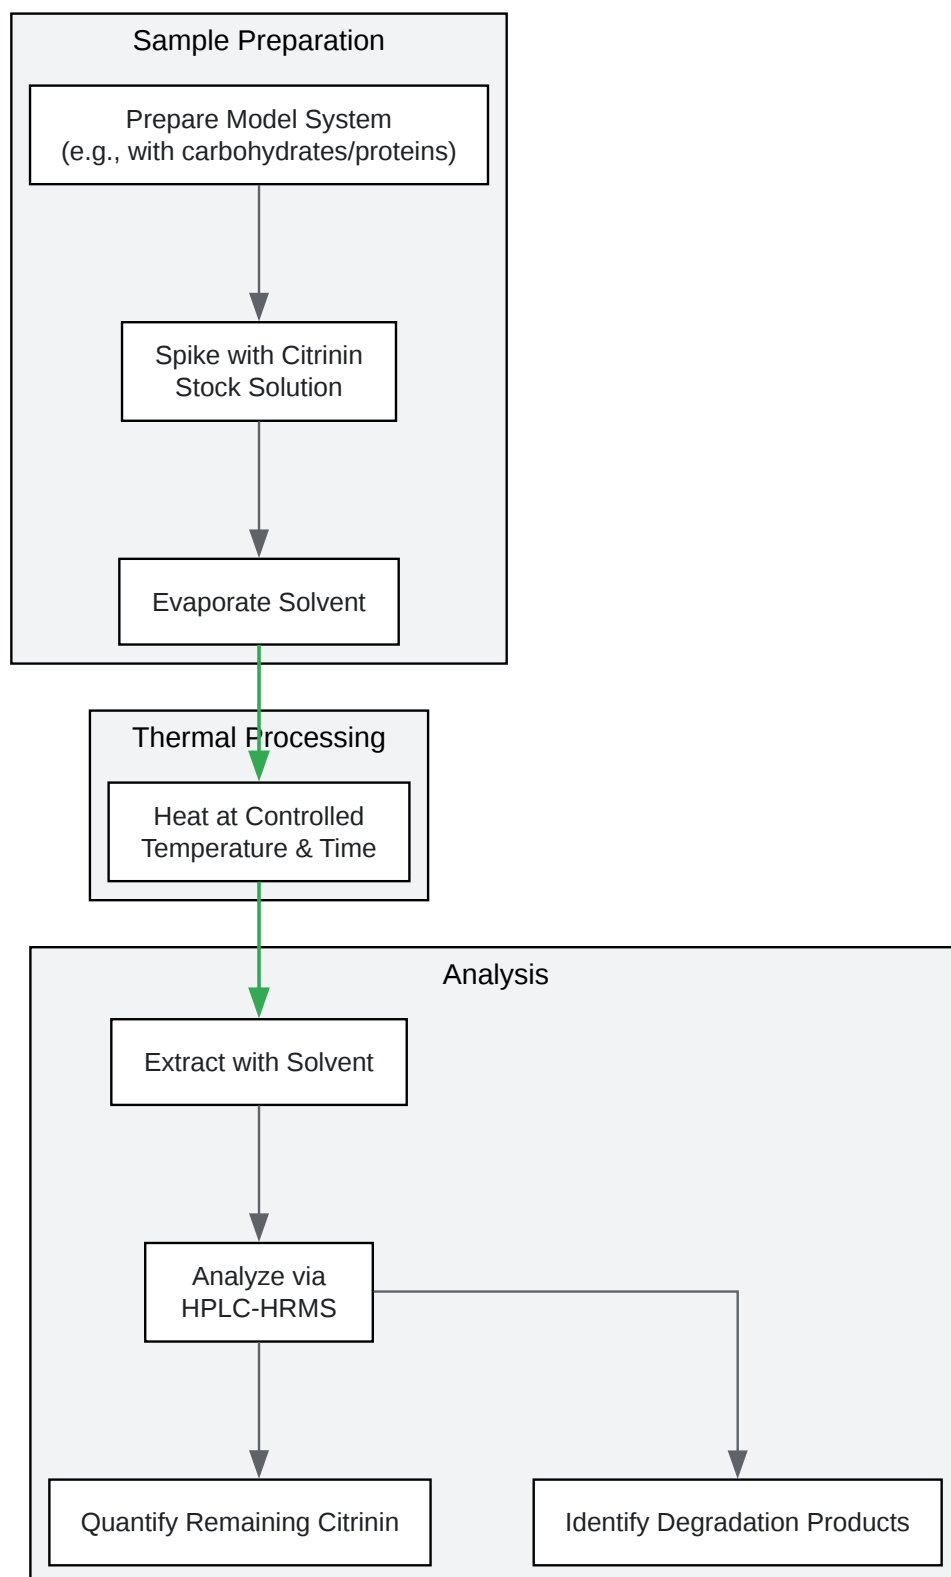 Sample Preparation
Prepare Model System
(e.g., with carbohydrates/proteins)
Spike with Citrinin
Stock Solution
Evaporate Solvent
Thermal Processing
Heat at Controlled
Temperature & Time
Analysis
Extract with Solvent
Analyze via
HPLC-HRMS
Quantify Remaining Citrinin
Identify Degradation Products